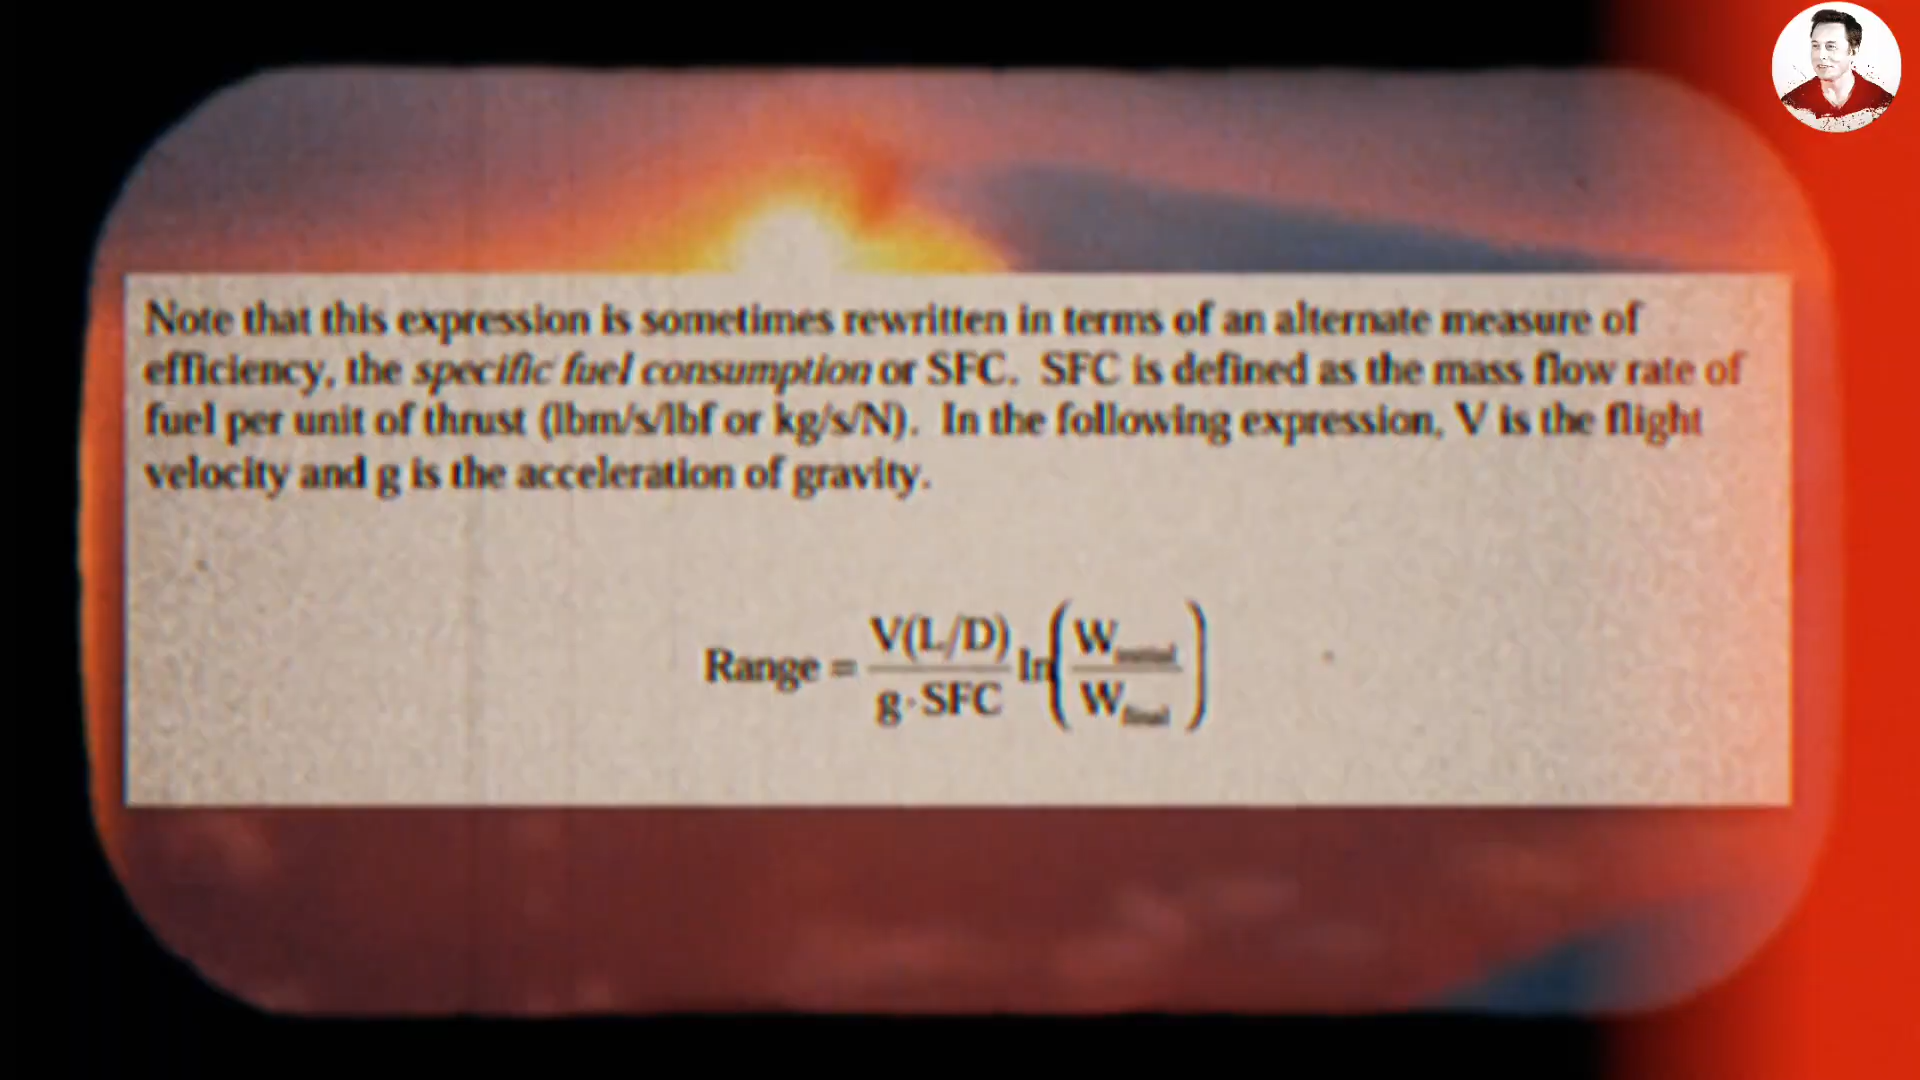 Note that this expression is sometimes rewritten in terms of an alternate measure of
efficiency, the specific fuel consumption or SFC. SFC is defined as the mass flow rate of
fuel per unit of thrust (lbm/s/lbf or kg/s/N). In the following expression, V is the flight
velocity and g is the acceleration of gravity.
Range = V(L/D) / g · SFC ln( W initial / W final )